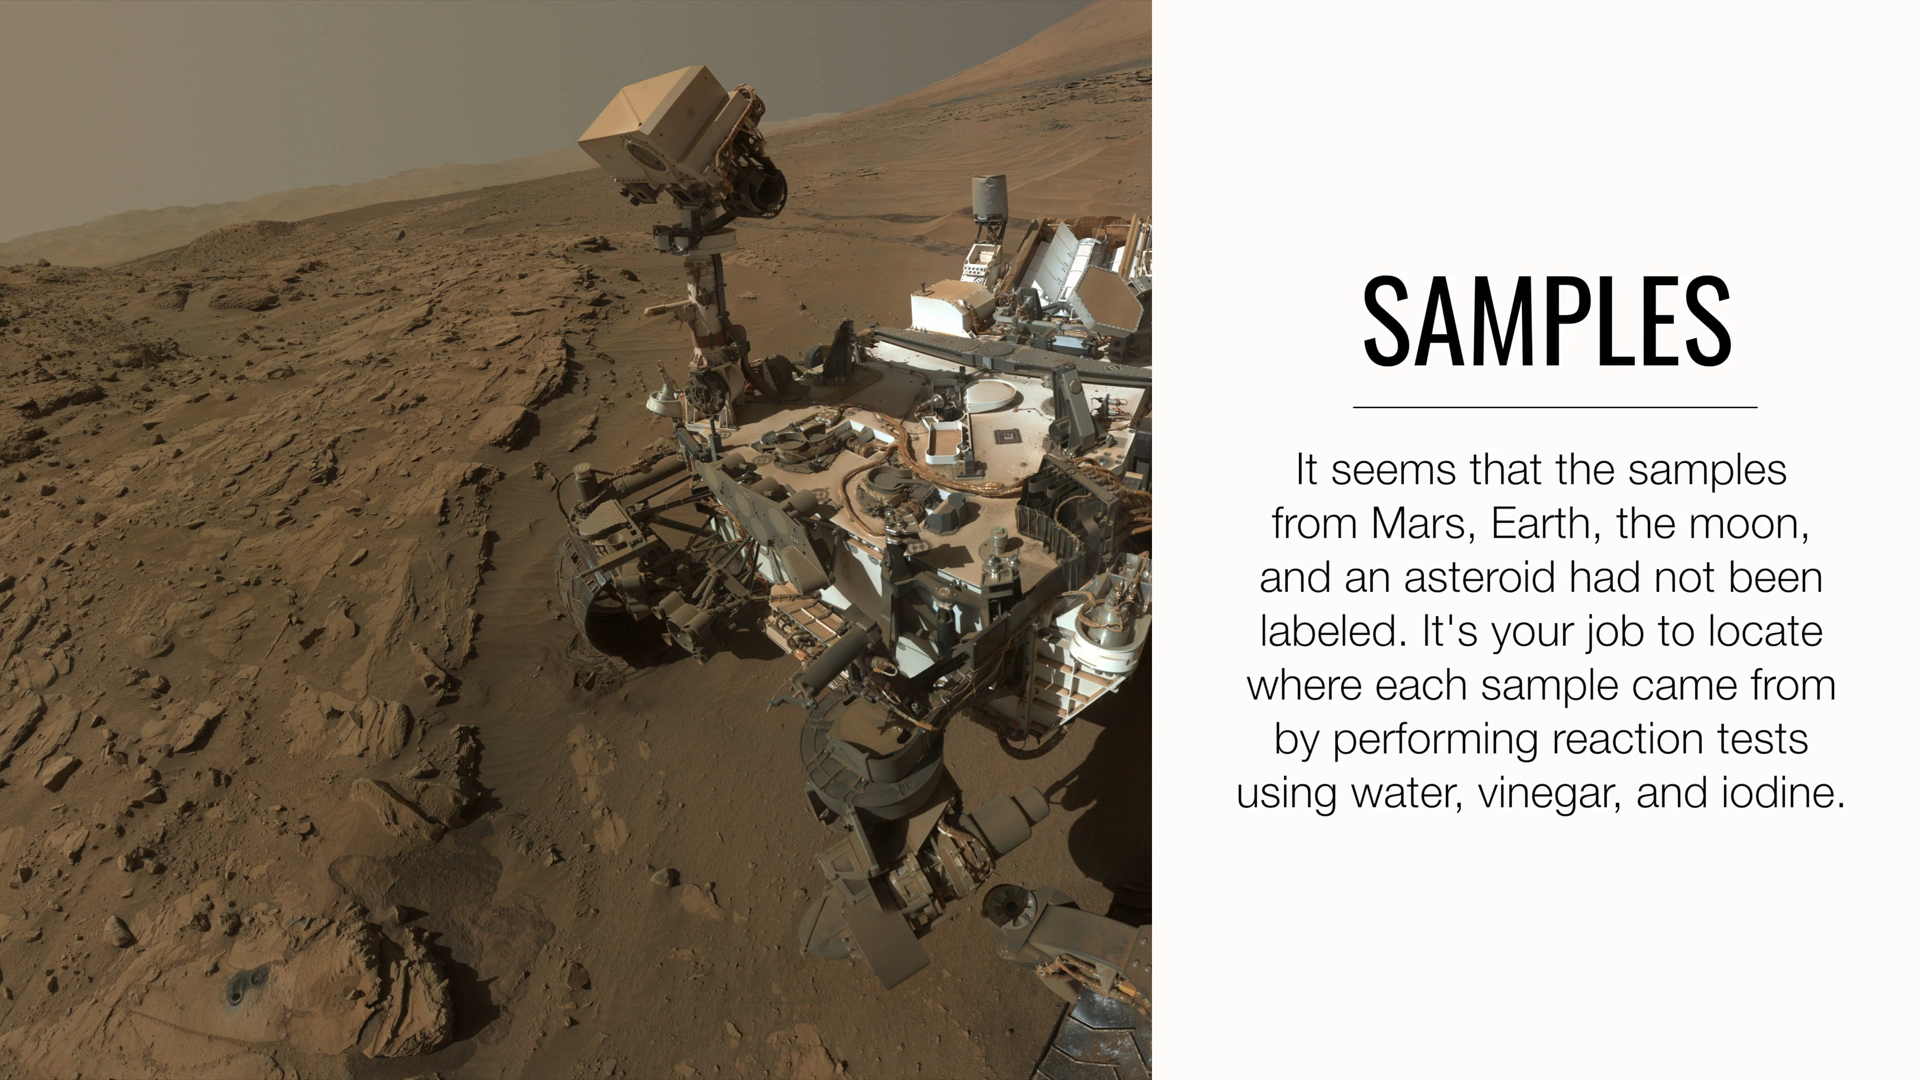 SAMPLES
It seems that the samples
from Mars, Earth, the moon,
and an asteroid had not been
labeled. It's your job to locate
where each sample came from
by performing reaction tests
using water, vinegar, and iodine.